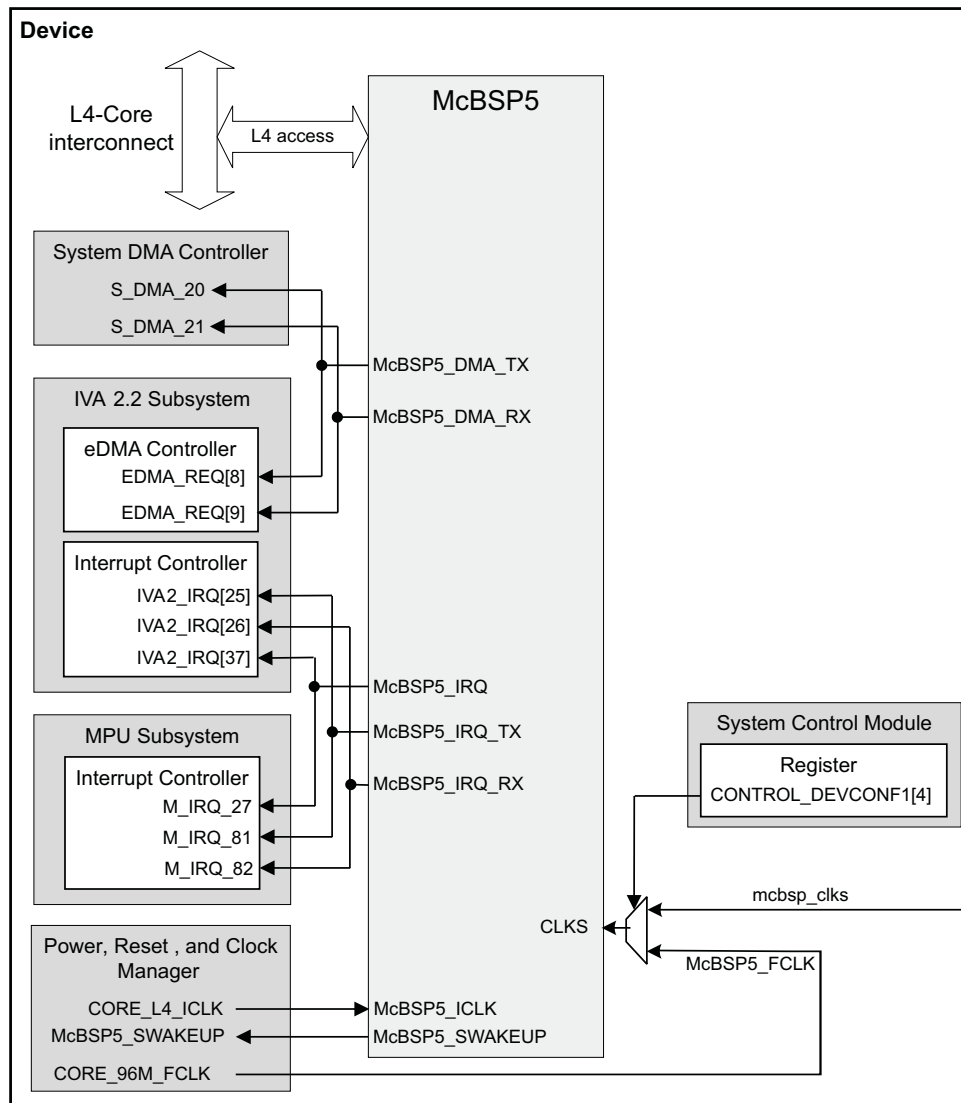 Device
L4-Core
interconnect
L4 access
McBSP5
System DMA Controller
S_DMA_20
S_DMA_21
McBSP5_DMA_TX
McBSP5_DMA_RX
IVA 2.2 Subsystem
eDMA Controller
EDMA_REQ[8]
EDMA_REQ[9]
Interrupt Controller
IVA2_IRQ[25]
IVA2_IRQ[26]
IVA2_IRQ[37]
McBSP5_IRQ
McBSP5_IRQ_TX
McBSP5_IRQ_RX
MPU Subsystem
Interrupt Controller
M_IRQ_27
M_IRQ_81
M_IRQ_82
System Control Module
Register
CONTROL_DEVCONF1[4]
mcbsp_clks
CLKS
McBSP5_FCLK
Power, Reset , and Clock
Manager
CORE_L4_ICLK
McBSP5_SWAKEUP
CORE_96M_FCLK
McBSP5_ICLK
McBSP5_SWAKEUP